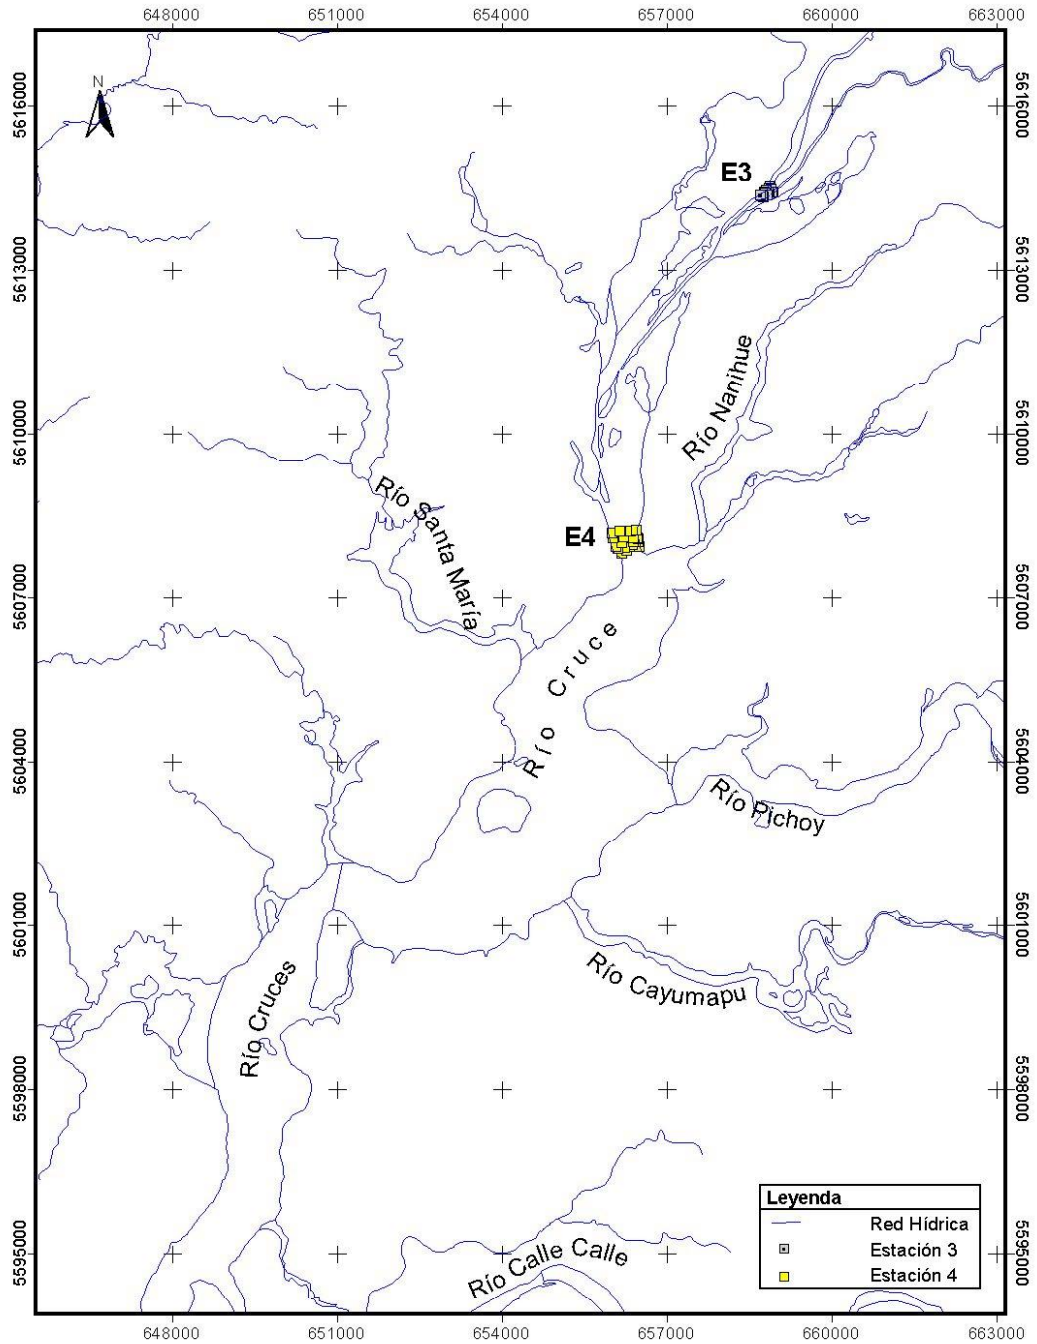 648000 651000 654000 657000 660000 663000
N
5616000 5616000
E3
5613000 5613000
Río Nanihue
5610000 5610000
Río Santa María
E4
5607000 5607000
Río Cruce
5604000 5604000
Río Pichoy
5601000 5601000
Río Cayumapu
Río Cruces
5598000 5598000
Leyenda
Red Hídrica
Estación 3
Estación 4
5595000 5595000
Río Calle Calle
648000 651000 654000 657000 660000 663000